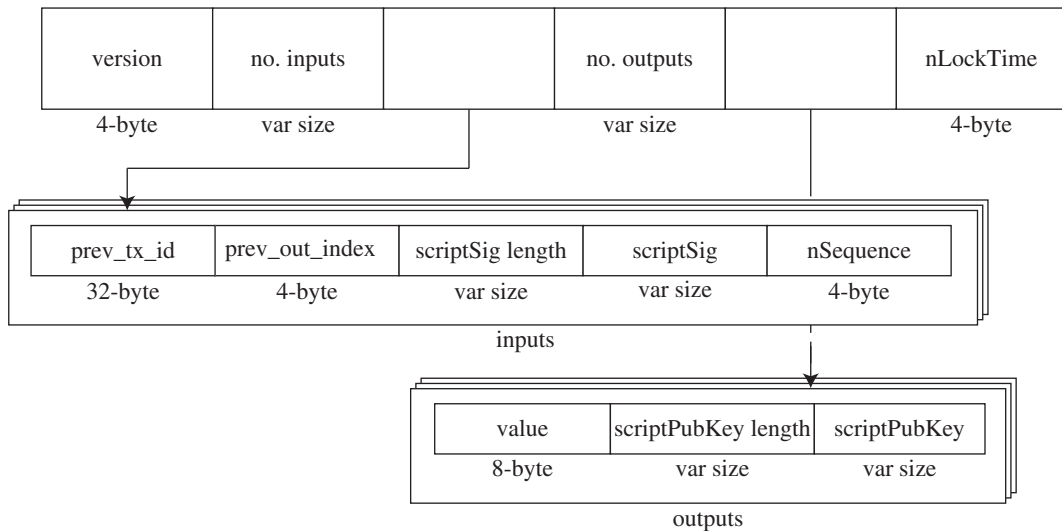 version no. inputs no. outputs nLockTime
4-byte var size var size 4-byte
prev_tx_id prev_out_index scriptSig length scriptSig nSequence
32-byte 4-byte var size var size 4-byte
inputs
value scriptPubKey length scriptPubKey
8-byte var size var size
outputs